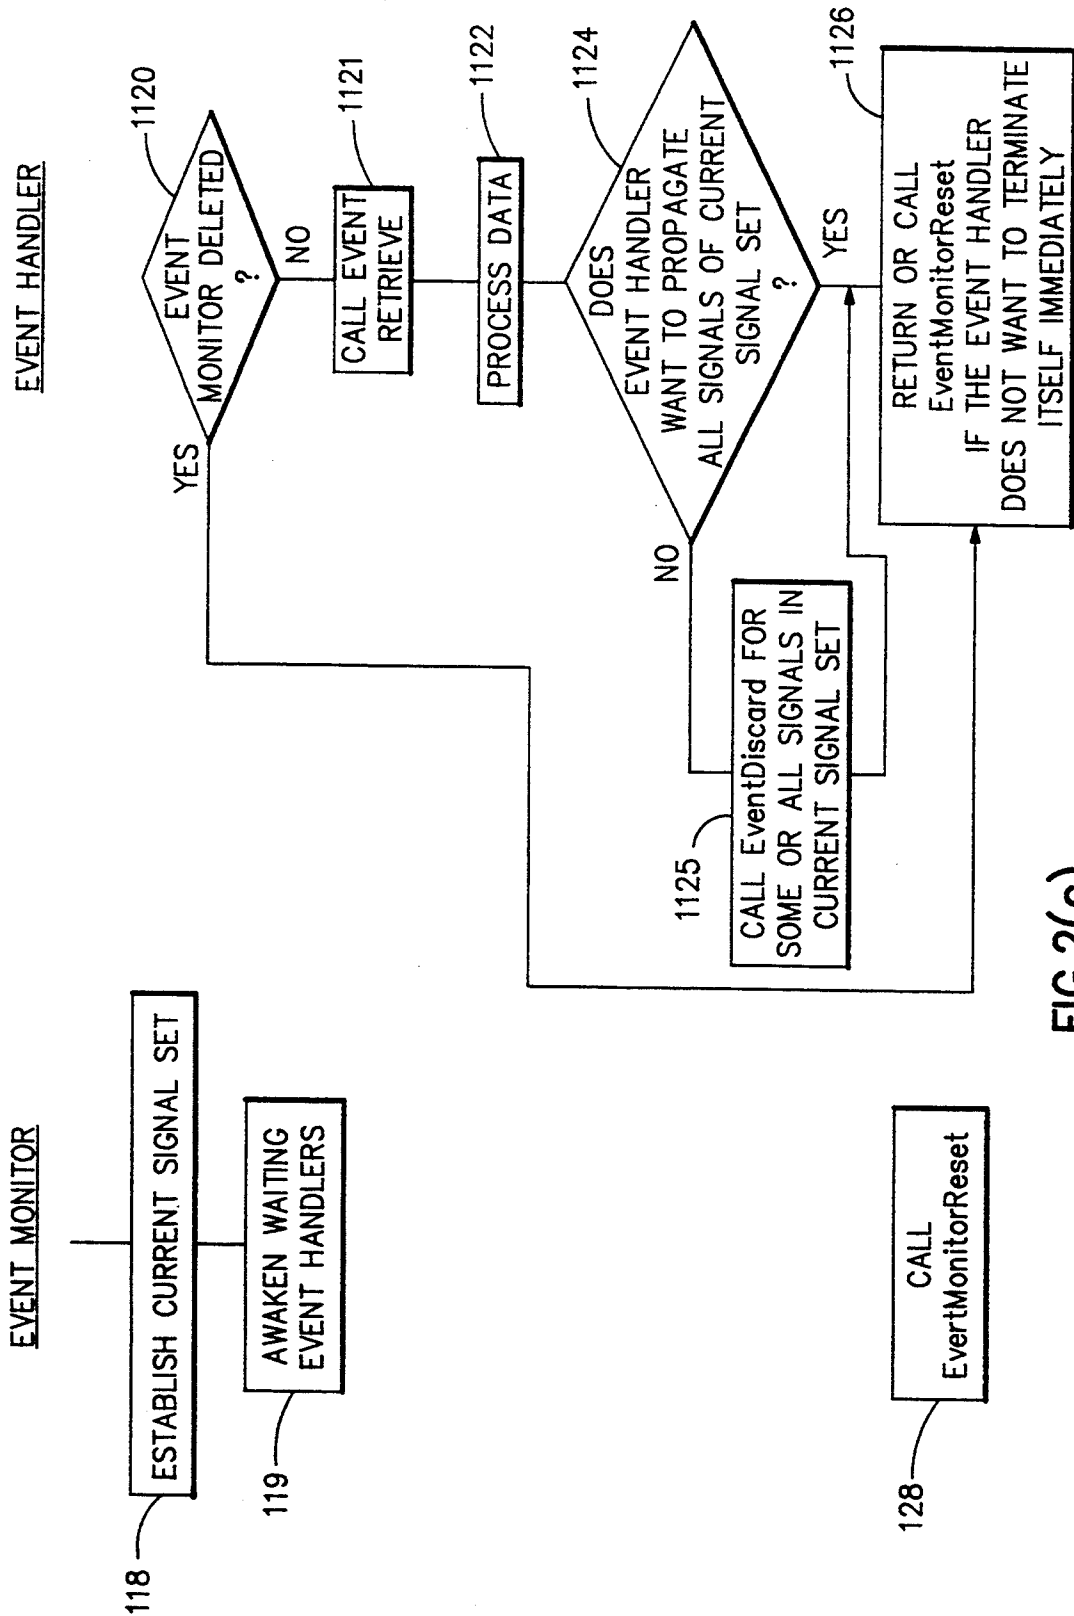 EVENT MONITOR
118
ESTABLISH CURRENT SIGNAL SET
119
AWAKEN WAITING
EVENT HANDLERS
128
CALL
EvertMonitorReset
EVENT HANDLER
1120
EVENT
MONITOR DELETED
?
YES
NO
1121
CALL EVENT
RETRIEVE
1122
PROCESS DATA
1124
DOES
EVENT HANDLER
WANT TO PROPAGATE
ALL SIGNALS OF CURRENT
SIGNAL SET
?
NO
YES
1125
CALL EventDiscard FOR
SOME OR ALL SIGNALS IN
CURRENT SIGNAL SET
1126
RETURN OR CALL
EventMonitorReset
IF THE EVENT HANDLER
DOES NOT WANT TO TERMINATE
ITSELF IMMEDIATELY